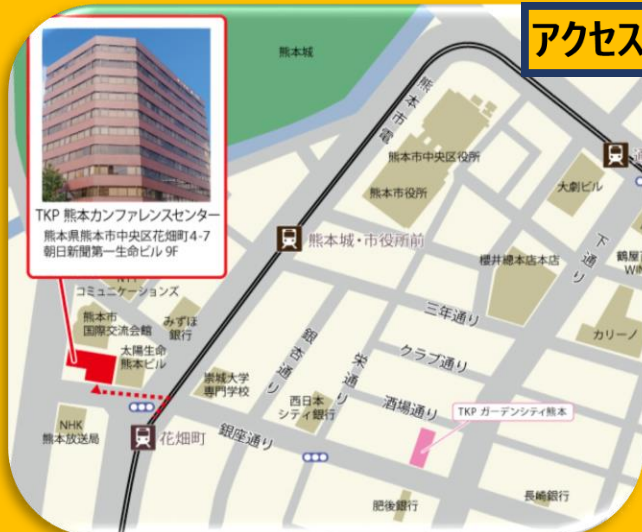 アクセス
熊本城
TKP 熊本カンファレンスセンター
熊本県熊本市中央区花畑町4-7
朝日新聞第一生命ビル 9F
熊本市電
熊本市中央区役所
熊本市役所
大劇ビル
熊本城・市役所前
下通り
櫻井總本店本店
鶴屋
WI
カリーノ
コミュニケーションズ
熊本市
国際交流会館
みずほ
銀行
太陽生命
熊本ビル
三年通り
クラブ通り
銀杏通り
栄通り
酒場通り
崇城大学
専門学校
西日本
シティ銀行
TKP ガーデンシティ熊本
NHK
熊本放送局
花畑町
銀座通り
肥後銀行
長崎銀行